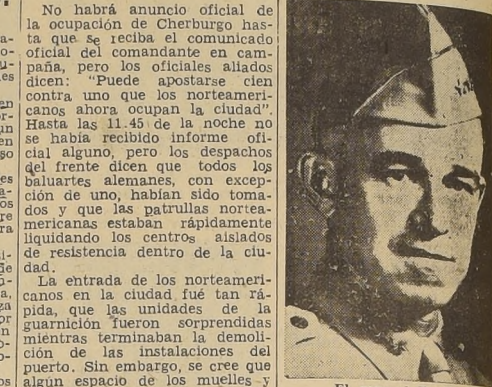 No habrá anuncio oficial de
la ocupación de Cherburgo has-
ta que se reciba el comunicado
oficial del comandante en cam-
paña, pero los oficiales aliados
dicen: "Puede apostarse cien
contra uno que los norteameri-
canos ahora ocupan la ciudad".
Hasta las 11.45 de la noche no
se había recibido informe ofi-
cial alguno, pero los despachos
del frente dicen que todos los
baluartes alemanes, con excep-
ción de uno, habían sido toma-
dos y que las patrullas nortea-
mericanas estaban rápidamente
liquidando los centros aislados
de resistencia dentro de la ciu-
dad.
La entrada de los norteameri-
canos en la ciudad fué tan rá-
pida, que las unidades de la
guarnición fueron sorprendidas
mientras terminaban la demoli-
ción de las instalaciones del
puerto. Sin embargo, se cree que
algún espacio de los muelles y
El